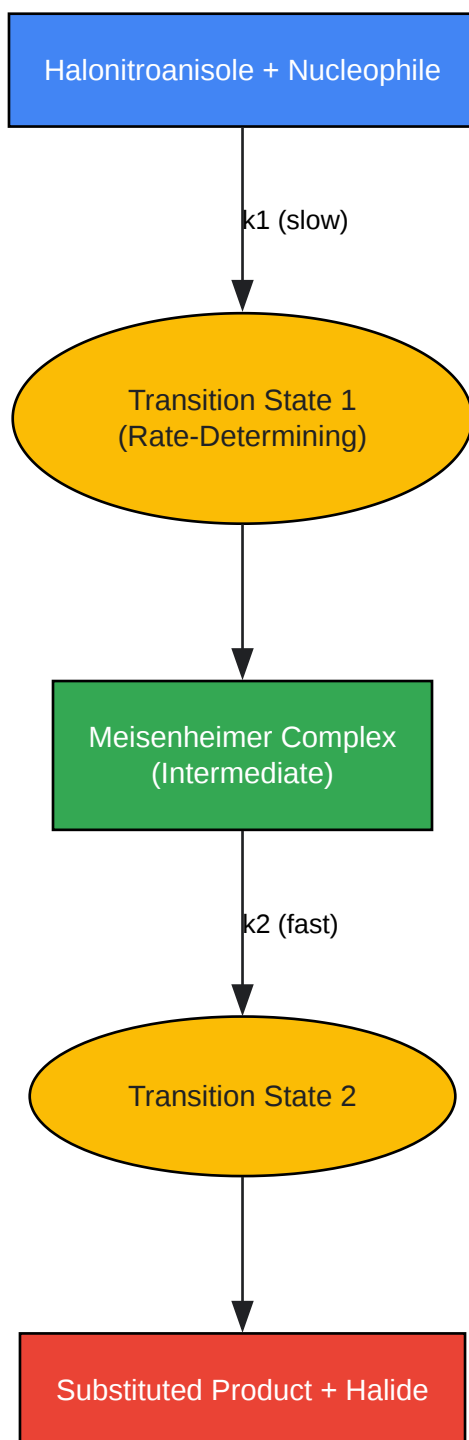 Halonitroanisole + Nucleophile
k1 (slow)
Transition State 1
(Rate-Determining)
Meisenheimer Complex
(Intermediate)
k2 (fast)
Transition State 2
Substituted Product + Halide